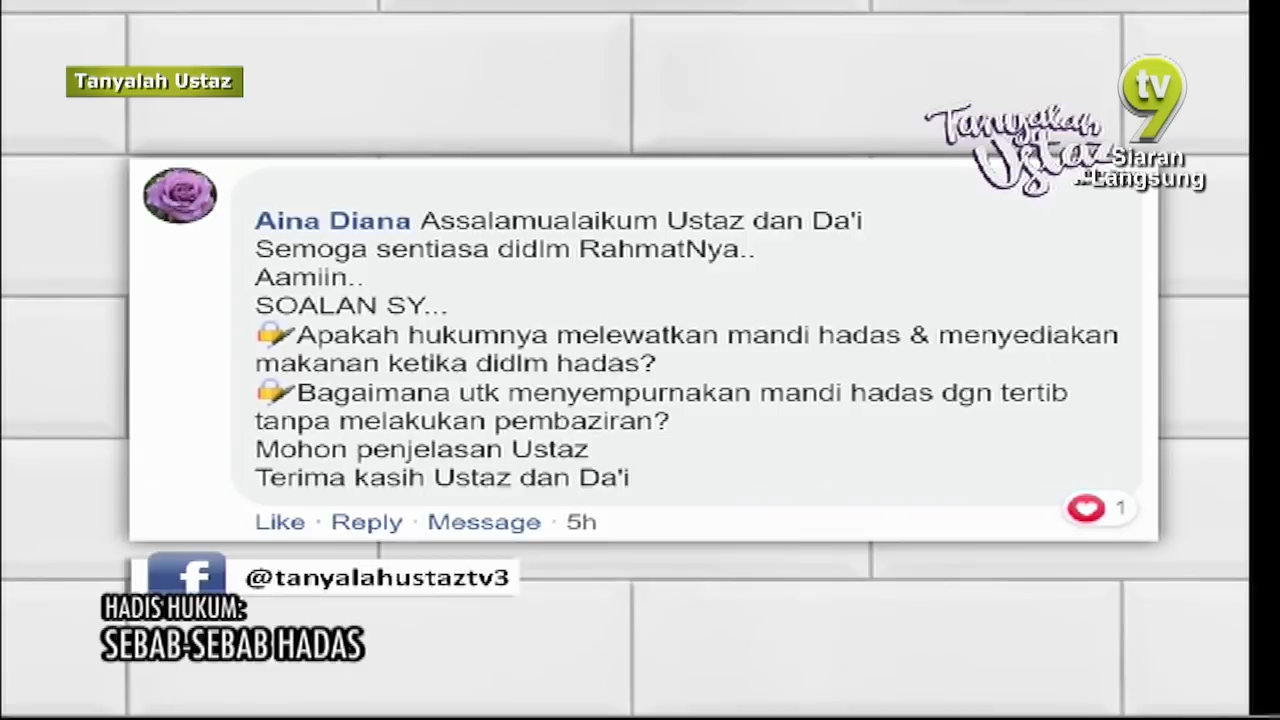 Tanyalah Ustaz
tv9
Tanyalah
Ustaz
Siaran
Langsung
Aina Diana Assalamualaikum Ustaz dan Da'i
Semoga sentiasa didlm RahmatNya..
Aamiin..
SOALAN SY...
Apakah hukumnya melewatkan mandi hadas & menyediakan
makanan ketika didlm hadas?
Bagaimana utk menyempurnakan mandi hadas dgn tertib
tanpa melakukan pembaziran?
Mohon penjelasan Ustaz
Terima kasih Ustaz dan Da'i
Like · Reply · Message · 5h
1
f @tanyalahustaztv3
HADIS HUKUM:
SEBAB-SEBAB HADAS